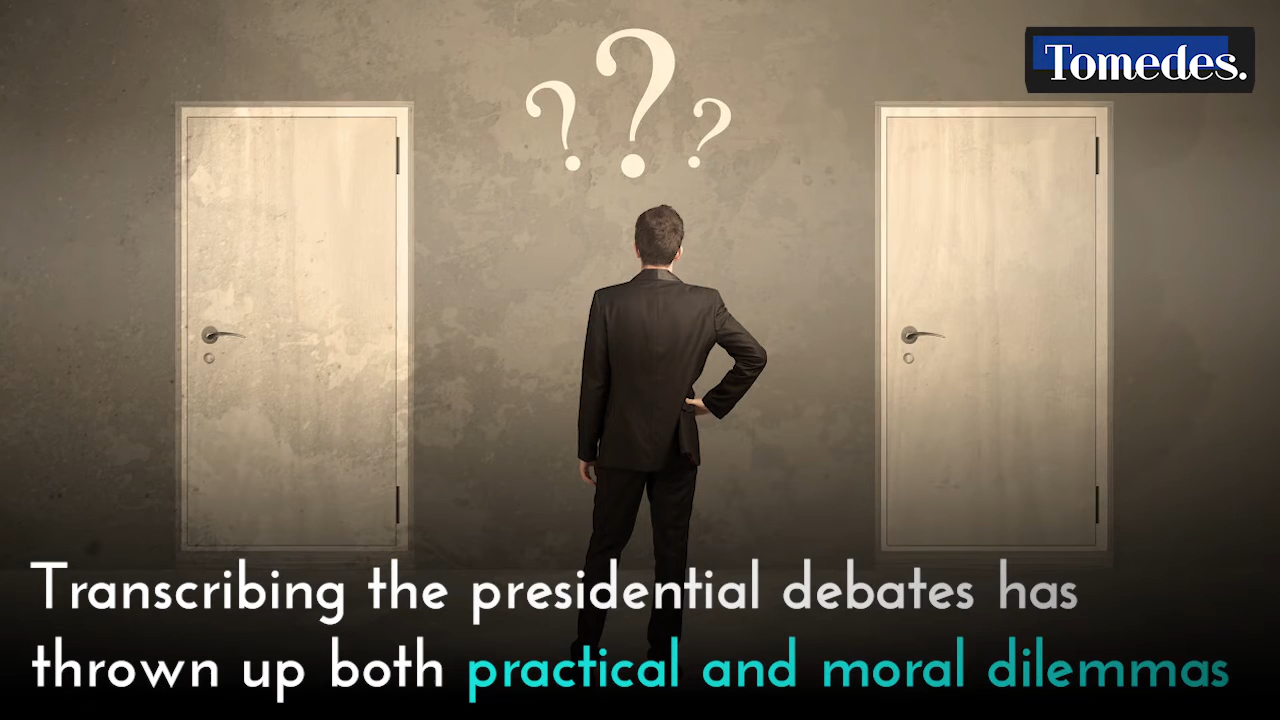 Tomedes.
???
Transcribing the presidential debates has
thrown up both practical and moral dilemmas